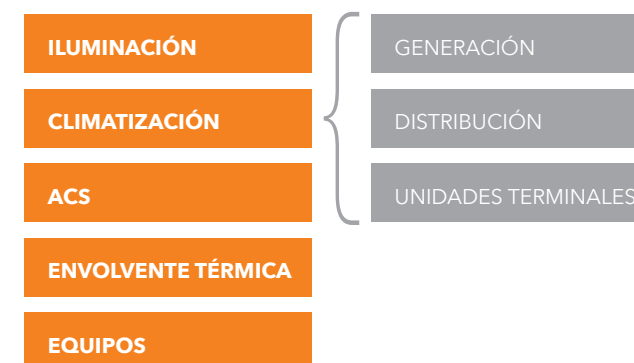 ILUMINACIÓN
CLIMATIZACIÓN
ACS
ENVOLVENTE TÉRMICA
EQUIPOS
GENERACIÓN
DISTRIBUCIÓN
UNIDADES TERMINALES